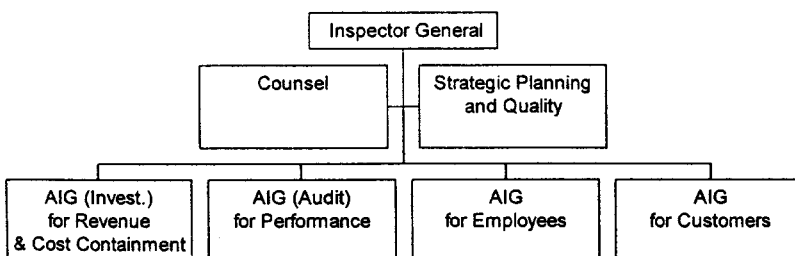 Inspector General
Counsel
Strategic Planning
and Quality
AIG (Invest.)
for Revenue
& Cost Containment
AIG (Audit)
for Performance
AIG
for Employees
AIG
for Customers